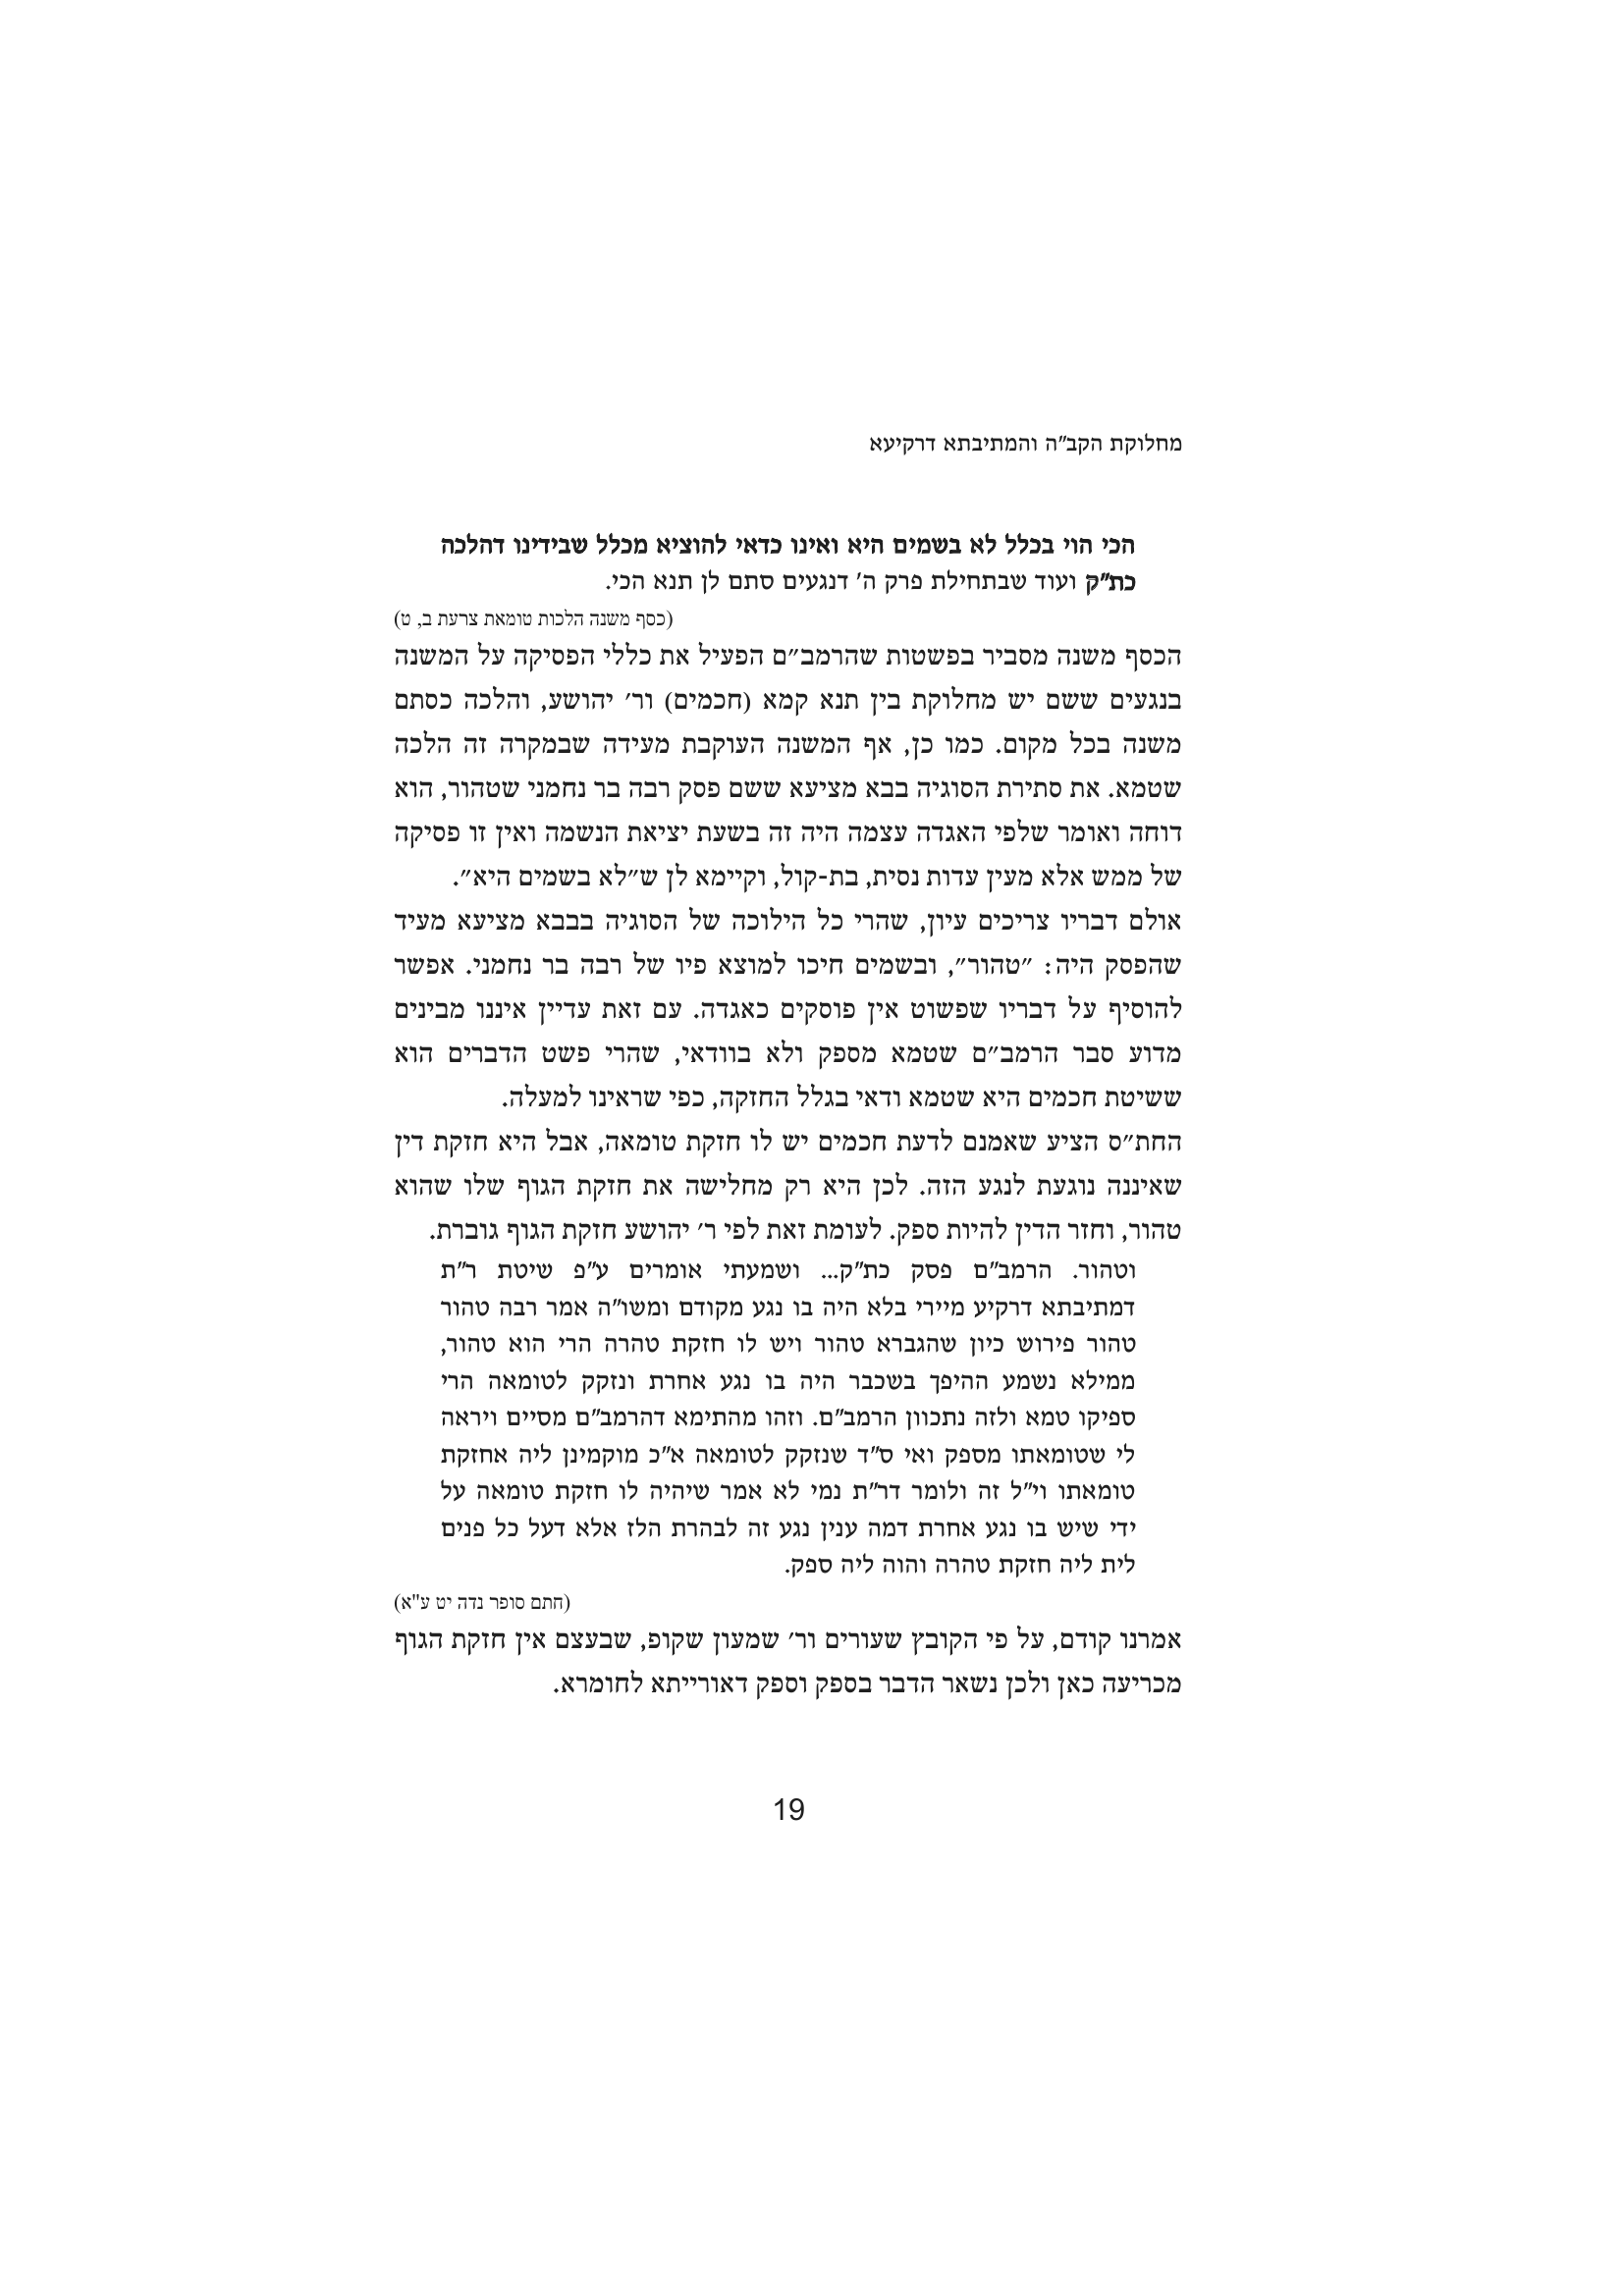 מחלוקת הקב"ה והמתיבתא דרקיעא
הכי הוי בכלל לא בשמים היא ואינו כדאי להוציא מכלל שבידינו דהלכה
כת"ק ועוד שבתחילת פרק ה' דנגעים סתם לן תנא הכי.
(כסף משנה הלכות טומאת צרעת ב, ט)
הכסף משנה מסביר בפשטות שהרמב״ם הפעיל את כללי הפסיקה על המשנה
בנגעים ששם יש מחלוקת בין תנא קמא (חכמים) ור׳ יהושע, והלכה כסתם
משנה בכל מקום. כמו כן, אף המשנה העוקבת מעידה שבמקרה זה הלכה
שטמא. את סתירת הסוגיה בבא מציעא ששם פסק רבה בר נחמני שטהור, הוא
דוחה ואומר שלפי האגדה עצמה היה זה בשעת יציאת הנשמה ואין זו פסיקה
של ממש אלא מעין עדות נסית, בת-קול, וקיימא לן ש״לא בשמים היא״.
אולם דבריו צריכים עיון, שהרי כל הילוכה של הסוגיה בבבא מציעא מעיד
שהפסק היה: ״טהור״, ובשמים חיכו למוצא פיו של רבה בר נחמני. אפשר
להוסיף על דבריו שפשוט אין פוסקים כאגדה. עם זאת עדיין איננו מבינים
מדוע סבר הרמב״ם שטמא מספק ולא בוודאי, שהרי פשט הדברים הוא
ששיטת חכמים היא שטמא ודאי בגלל החזקה, כפי שראינו למעלה.
החת״ס הציע שאמנם לדעת חכמים יש לו חזקת טומאה, אבל היא חזקת דין
שאיננה נוגעת לנגע הזה. לכן היא רק מחלישה את חזקת הגוף שלו שהוא
טהור, וחזר הדין להיות ספק. לעומת זאת לפי ר׳ יהושע חזקת הגוף גוברת.
וטהור. הרמב"ם פסק כת"ק... ושמעתי אומרים ע"פ שיטת ר"ת
דמתיבתא דרקיע מיירי בלא היה בו נגע מקודם ומשו"ה אמר רבה טהור
טהור פירוש כיון שהגברא טהור ויש לו חזקת טהרה הרי הוא טהור,
ממילא נשמע ההיפך בשכבר היה בו נגע אחרת ונזקק לטומאה הרי
ספיקו טמא ולזה נתכוון הרמב"ם. וזהו מהתימא דהרמב"ם מסיים ויראה
לי שטומאתו מספק ואי ס"ד שנזקק לטומאה א"כ מוקמינן ליה אחזקת
טומאתו וי"ל זה ולומר דר"ת נמי לא אמר שיהיה לו חזקת טומאה על
ידי שיש בו נגע אחרת דמה ענין נגע זה לבהרת הלז אלא דעל כל פנים
לית ליה חזקת טהרה והוה ליה ספק.
(חתם סופר נדה יט ע"א)
אמרנו קודם, על פי הקובץ שעורים ור׳ שמעון שקופ, שבעצם אין חזקת הגוף
מכריעה כאן ולכן נשאר הדבר בספק וספק דאורייתא לחומרא.
19